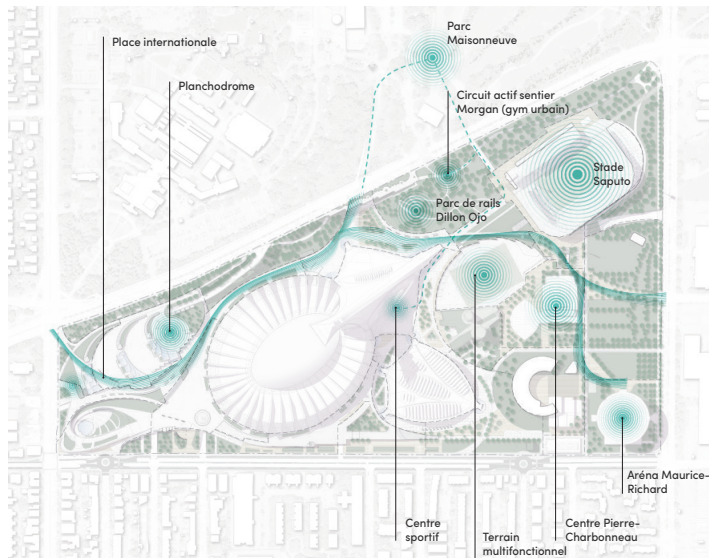 Parc
Maisonneuve
Place internationale
Planchodrome
Circuit actif sentier
Morgan (gym urbain)
Stade
Saputo
Parc de rails
Dillon Ojo
Aréna Maurice-
Richard
Centre
sportif
Terrain
multifonctionnel
Centre Pierre-
Charbonneau